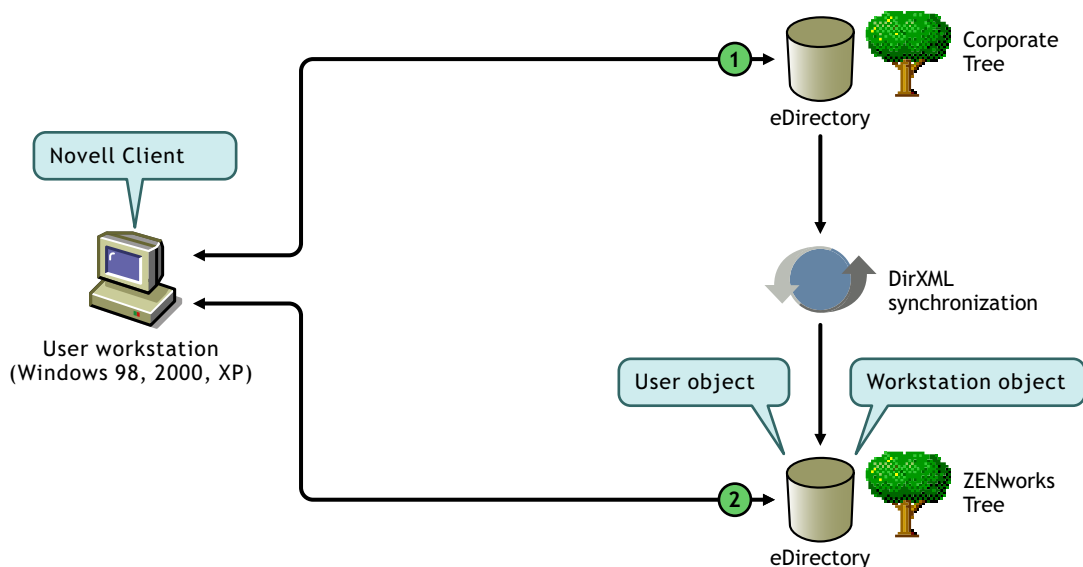 1
Corporate
Tree
eDirectory
Novell Client
DirXML
synchronization
User workstation
(Windows 98, 2000, XP)
User object
Workstation object
2
ZENworks
Tree
eDirectory